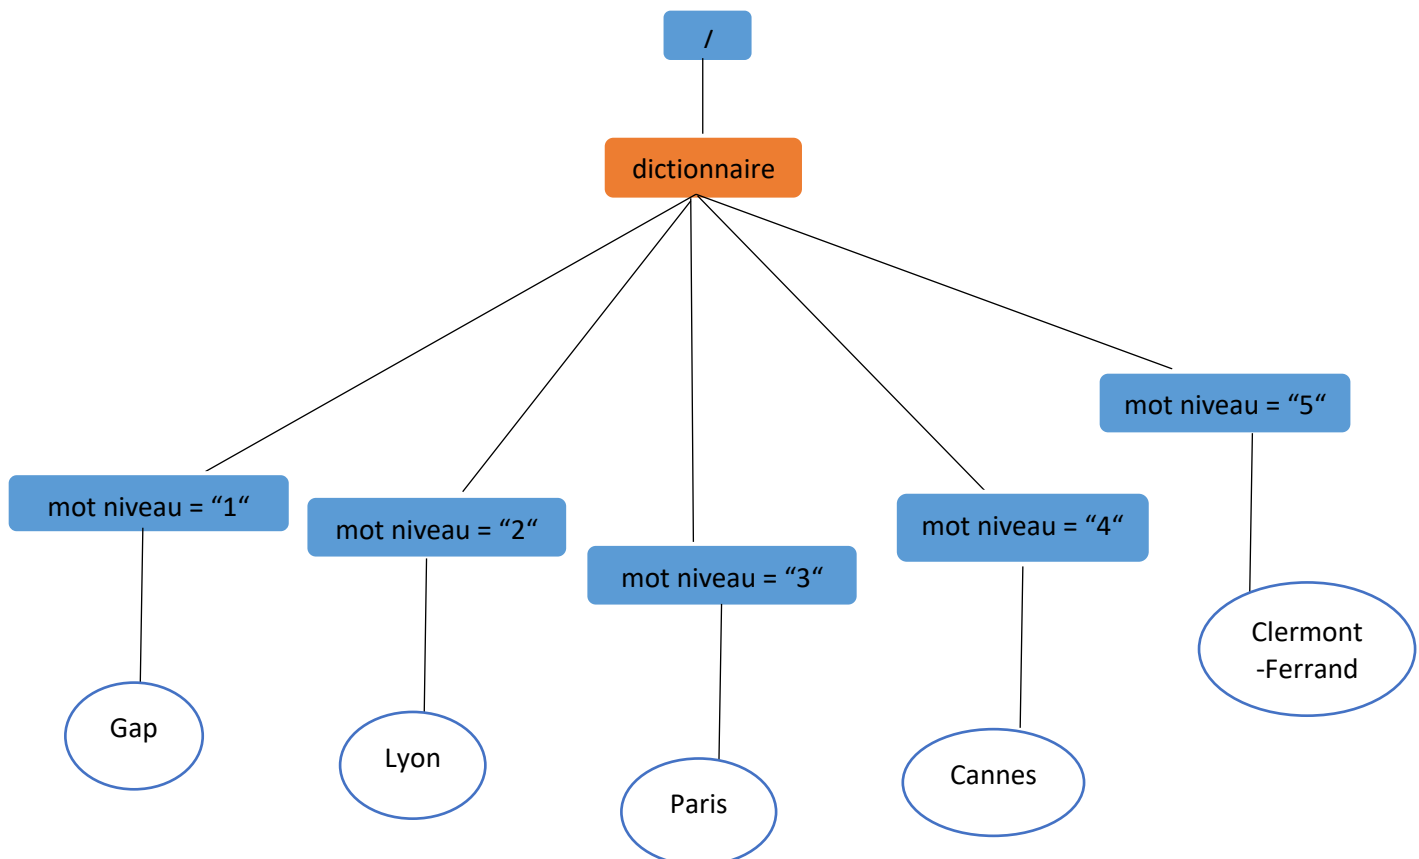 /
dictionnaire
mot niveau = “5“
mot niveau = “1“
mot niveau = “2“
mot niveau = “4“
mot niveau = “3“
Clermont
-Ferrand
Gap
Lyon
Cannes
Paris